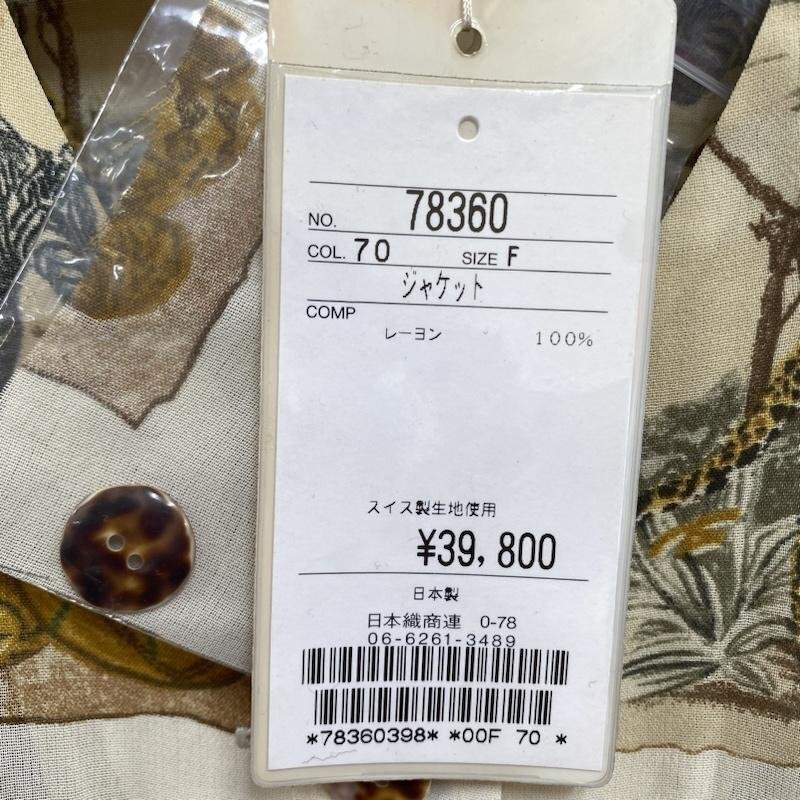 NO. 78360
COL. 70 SIZE F
ジャケット
COMP
レーヨン 100%
スイス製生地使用
¥39,800
日本製
日本織商連 0-78
06-6261-3489
*78360398* *00F 70 *